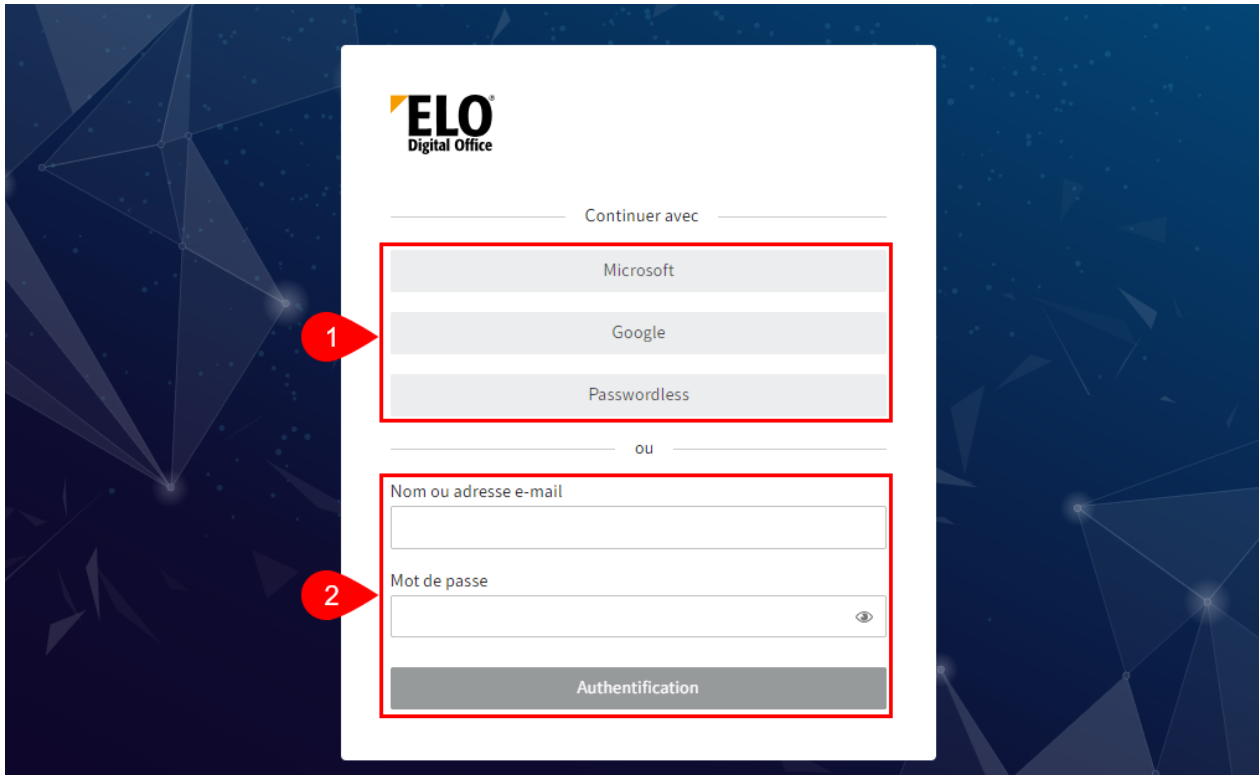 ELO®
Digital Office
Continuer avec
Microsoft
1
Google
Passwordless
ou
Nom ou adresse e-mail
Mot de passe
2
Authentification